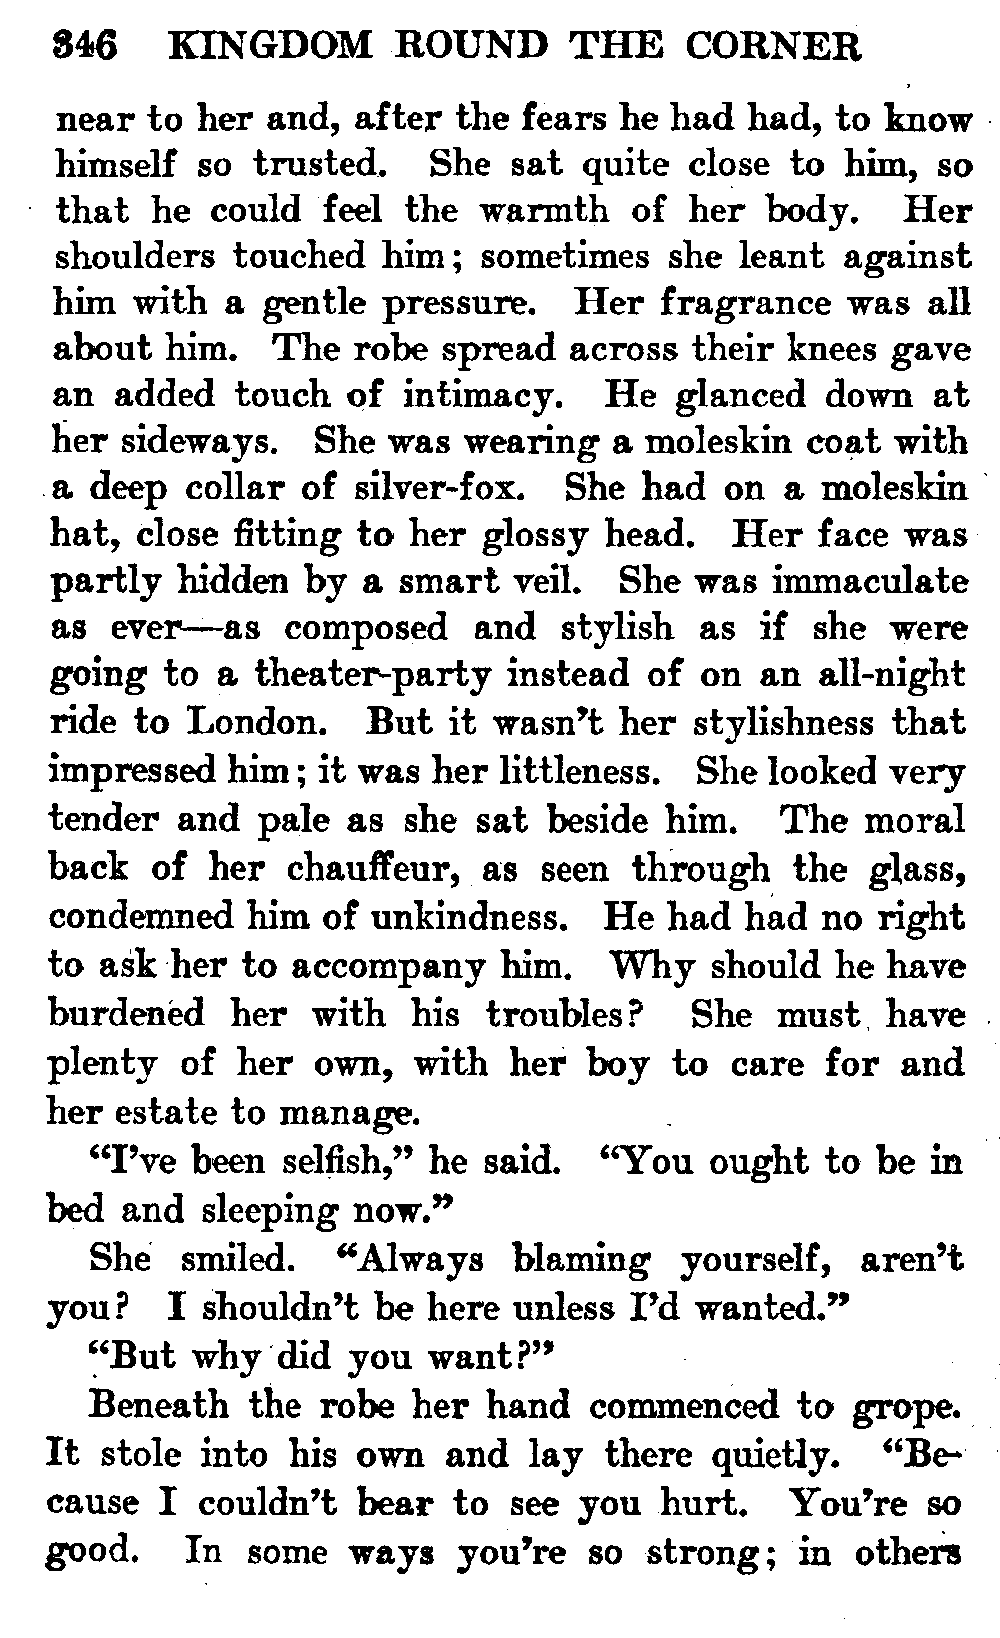 346 KINGDOM ROUND THE CORNER
near to her and, after the fears he had had, to know
himself so trusted. She sat quite close to him, so
that he could feel the warmth of her body. Her
shoulders touched him; sometimes she leant against
him with a gentle pressure. Her fragrance was all
about him. The robe spread across their knees gave
an added touch of intimacy. He glanced down at
her sideways. She was wearing a moleskin coat with
a deep collar of silver-fox. She had on a moleskin
hat, close fitting to her glossy head. Her face was
partly hidden by a smart veil. She was immaculate
as ever—as composed and stylish as if she were
going to a theater-party instead of on an all-night
ride to London. But it wasn't her stylishness that
impressed him; it was her littleness. She looked very
tender and pale as she sat beside him. The moral
back of her chauffeur, as seen through the glass,
condemned him of unkindness. He had had no right
to ask her to accompany him. Why should he have
burdened her with his troubles? She must have
plenty of her own, with her boy to care for and
her estate to manage.
"I've been selfish," he said. "You ought to be in
bed and sleeping now."
She smiled. "Always blaming yourself, aren't
you? I shouldn't be here unless I'd wanted."
"But why did you want?"
Beneath the robe her hand commenced to grope.
It stole into his own and lay there quietly. "Be-
cause I couldn't bear to see you hurt. You're so
good. In some ways you're so strong; in others